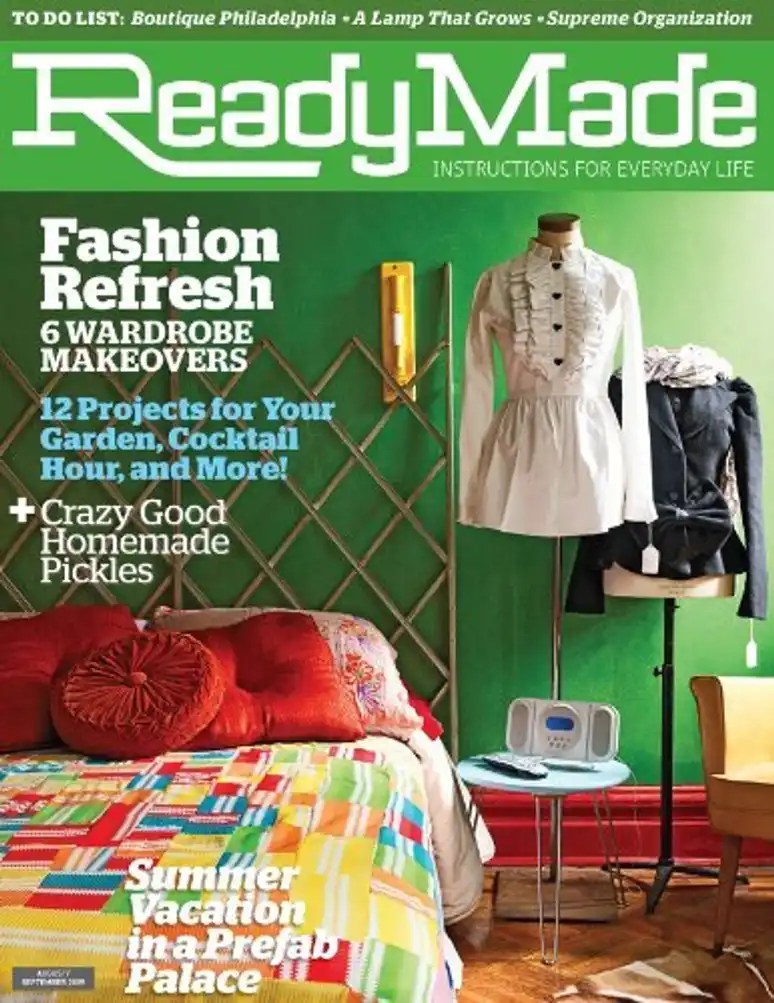 TO DO LIST: Boutique Philadelphia • A Lamp That Grows • Supreme Organization
ReadyMade
INSTRUCTIONS FOR EVERYDAY LIFE
Fashion
Refresh
6 WARDROBE
MAKEOVERS
12 Projects for Your
Garden, Cocktail
Hour, and More!
+ Crazy Good
Homemade
Pickles
Summer
Vacation
in a Prefab
Palace
AUGUST/
SEPTEMBER